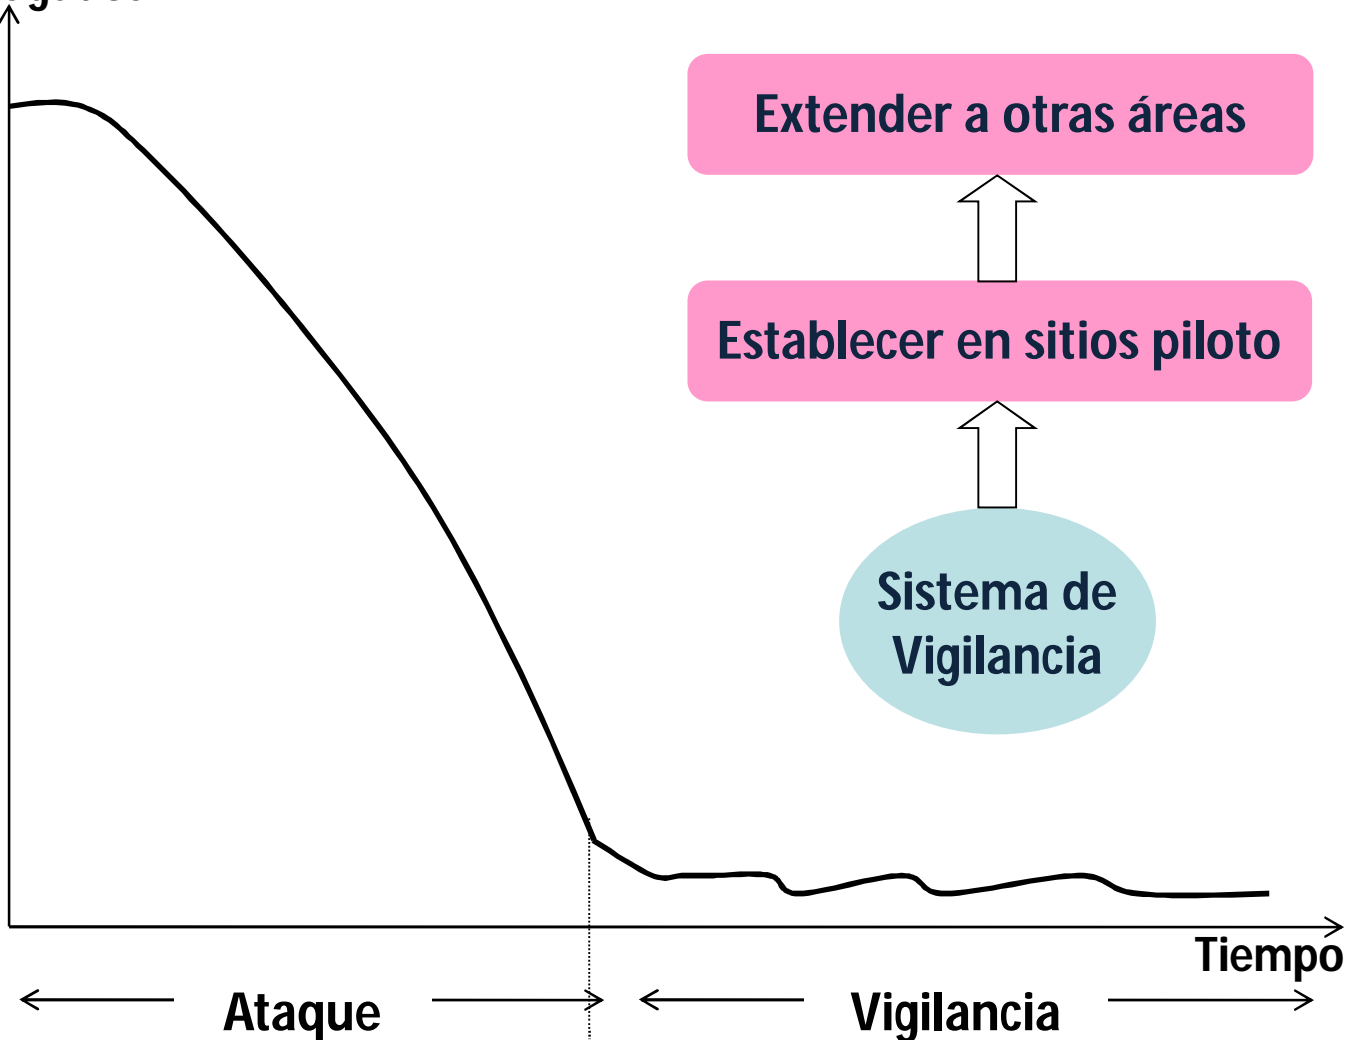 Extender a otras áreas
Establecer en sitios piloto
Sistema de
Vigilancia
Tiempo
Ataque
Vigilancia